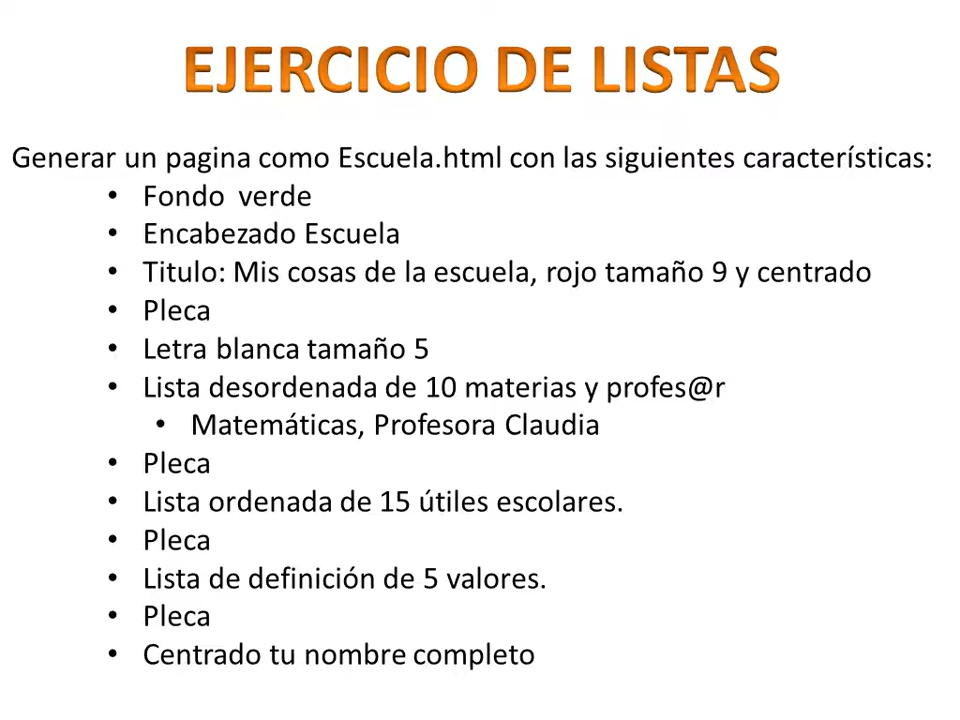 EJERCICIO DE LISTAS
Generar un pagina como Escuela.html con las siguientes características:
• Fondo verde
• Encabezado Escuela
• Titulo: Mis cosas de la escuela, rojo tamaño 9 y centrado
• Pleca
• Letra blanca tamaño 5
• Lista desordenada de 10 materias y profes@r
• Matemáticas, Profesora Claudia
• Pleca
• Lista ordenada de 15 útiles escolares.
• Pleca
• Lista de definición de 5 valores.
• Pleca
• Centrado tu nombre completo